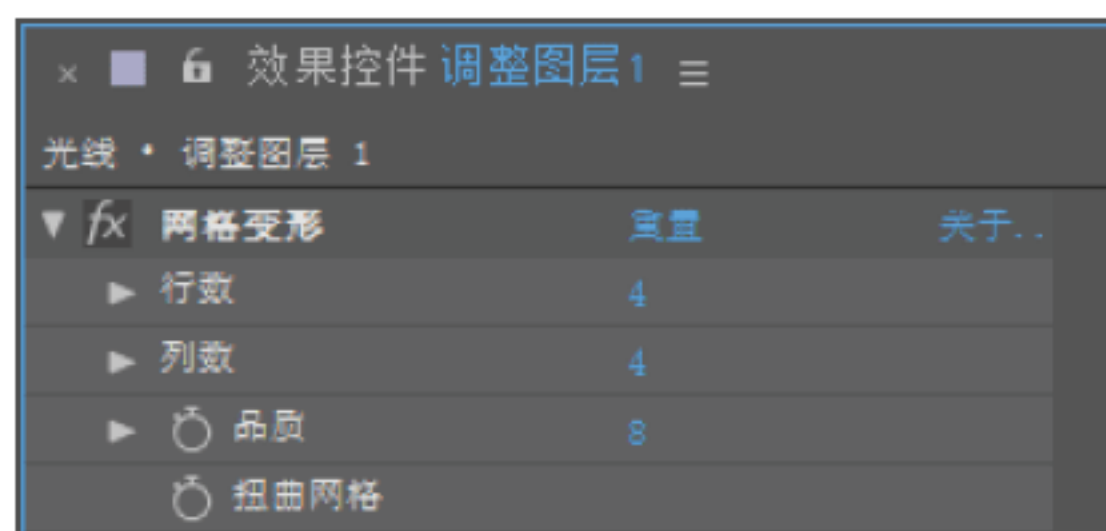 × 效果控件 调整图层1 ≡
光线 • 调整图层 1
▼ fx 网格变形 重置 关于..
▶ 行数 4
▶ 列数 4
▶ 品质 8
扭曲网格